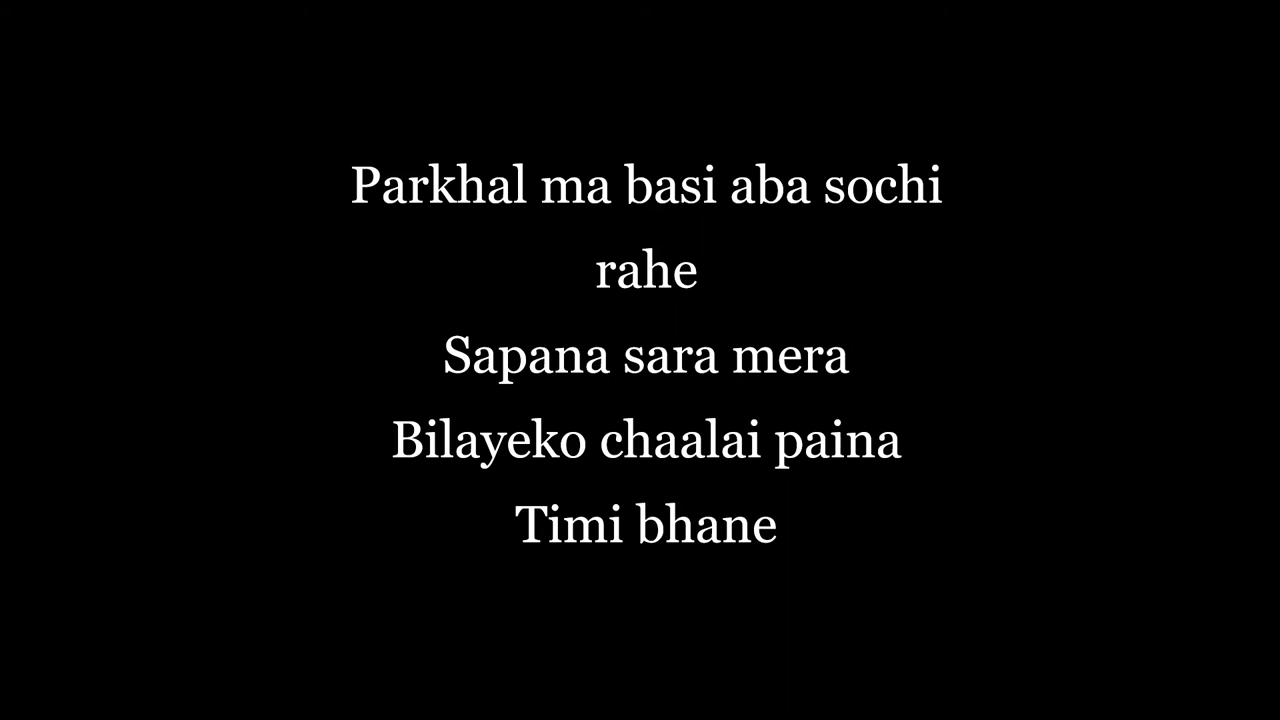 Parkhal ma basi aba sochi
rahe
Sapana sara mera
Bilayeko chaalai paina
Timi bhane